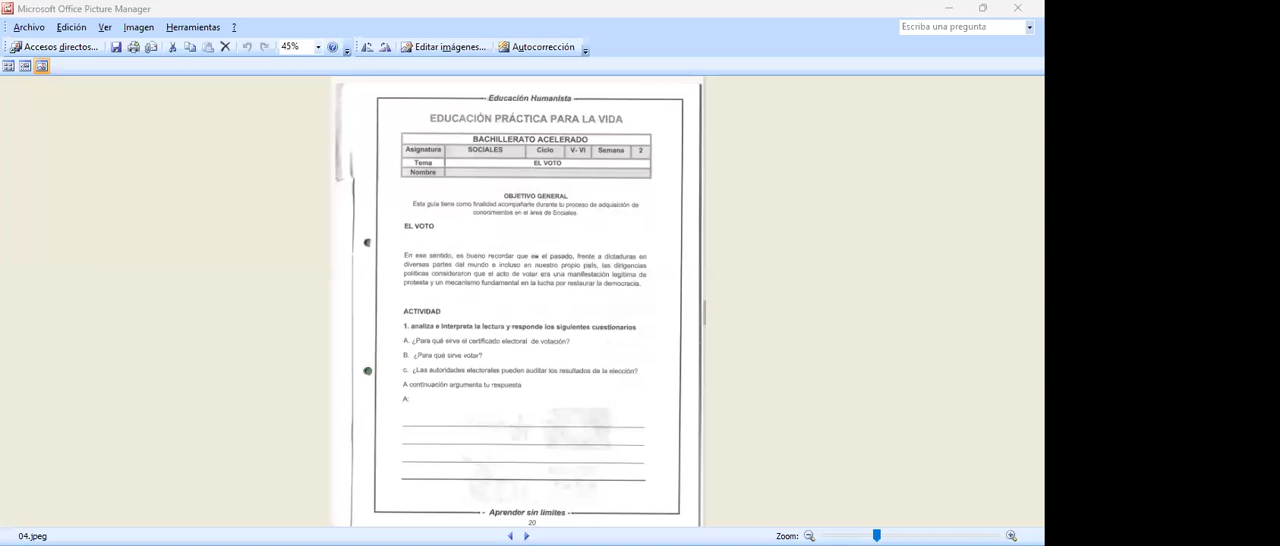 Microsoft Office Picture Manager
Archivo Edición Ver Imagen Herramientas ?
Escriba una pregunta
Accesos directos... 45% Editar imágenes... Autocorrección
Educación Humanista
EDUCACIÓN PRÁCTICA PARA LA VIDA
BACHILLERATO ACELERADO
Asignatura SOCIALES Ciclo V- VI Semana 2
Tema EL VOTO
Nombre
OBJETIVO GENERAL
Esta guía tiene como finalidad acompañarte durante tu proceso de adquisición de
conocimientos en el área de Sociales.
EL VOTO
En ese sentido, es bueno recordar que en el pasado, frente a dictaduras en
diversas partes del mundo e incluso en nuestro propio país, las dirigencias
políticas consideraron que el acto de votar era una manifestación legítima de
protesta y un mecanismo fundamental en la lucha por restaurar la democracia.
ACTIVIDAD
1. analiza e Interpreta la lectura y responde los siguientes cuestionarios
A. ¿Para qué sirve el certificado electoral de votación?
B. ¿Para qué sirve votar?
c. ¿Las autoridades electorales pueden auditar los resultados de la elección?
A continuación argumenta tu respuesta
A:
- Aprender sin límites -
20
04.jpeg Zoom: